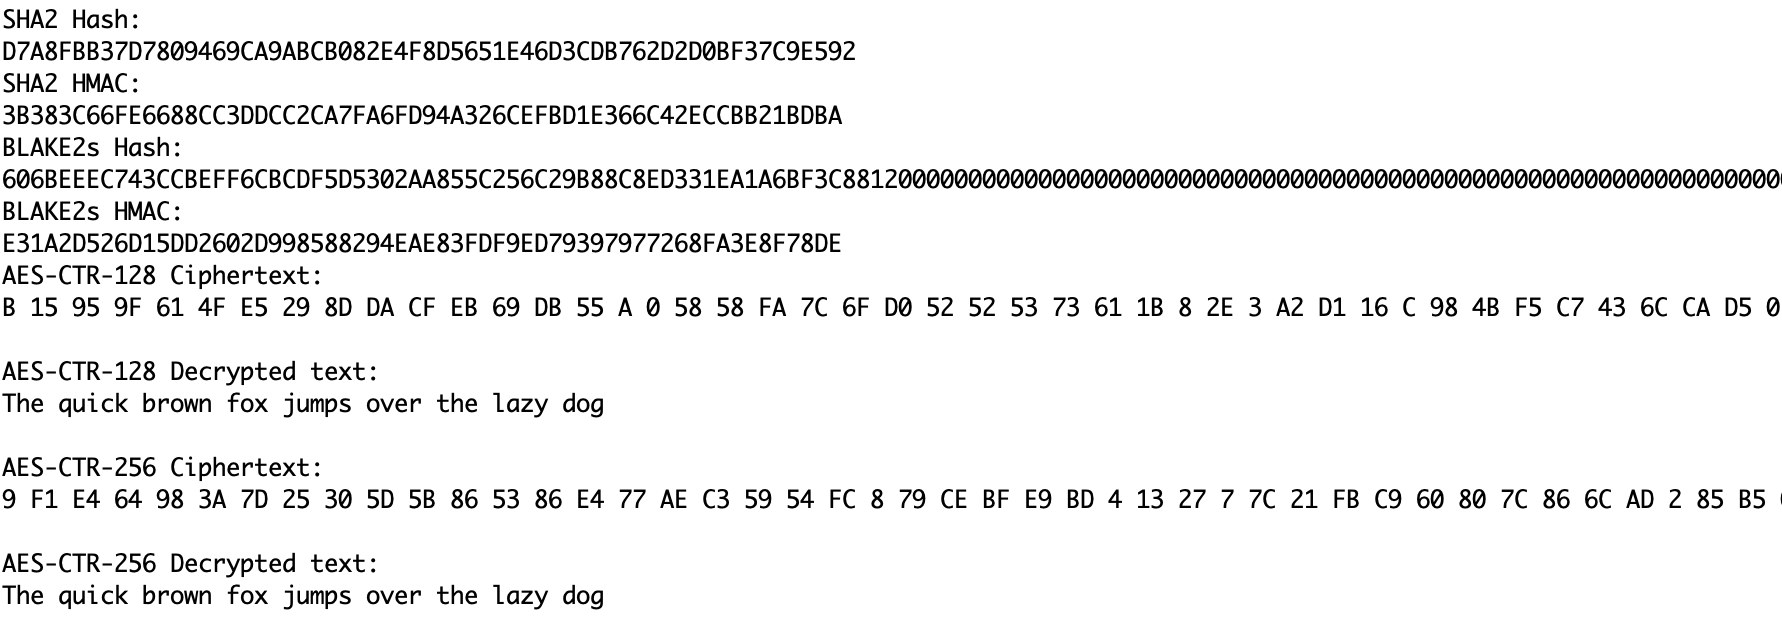 SHA2 Hash:
D7A8FBB37D7809469CA9ABCB082E4F8D5651E46D3CDB762D2D0BF37C9E592
SHA2 HMAC:
3B383C66FE6688CC3DDCC2CA7FA6FD94A326CEFBD1E366C42ECCBB21BDBA
BLAKE2s Hash:
606BEEEC743CCBEFF6CBCDF5D5302AA855C256C29B88C8ED331EA1A6BF3C88120000000000000000000000000000000000000000000000000000000000000000
BLAKE2s HMAC:
E31A2D526D15DD2602D998588294EAE83FDF9ED79397977268FA3E8F78DE
AES-CTR-128 Ciphertext:
B 15 95 9F 61 4F E5 29 8D DA CF EB 69 DB 55 A 0 58 58 FA 7C 6F D0 52 52 53 73 61 1B 8 2E 3 A2 D1 16 C 98 4B F5 C7 43 6C CA D5 0
AES-CTR-128 Decrypted text:
The quick brown fox jumps over the lazy dog
AES-CTR-256 Ciphertext:
9 F1 E4 64 98 3A 7D 25 30 5D 5B 86 53 86 E4 77 AE C3 59 54 FC 8 79 CE BF E9 BD 4 13 27 7 7C 21 FB C9 60 80 7C 86 6C AD 2 85 B5
AES-CTR-256 Decrypted text:
The quick brown fox jumps over the lazy dog